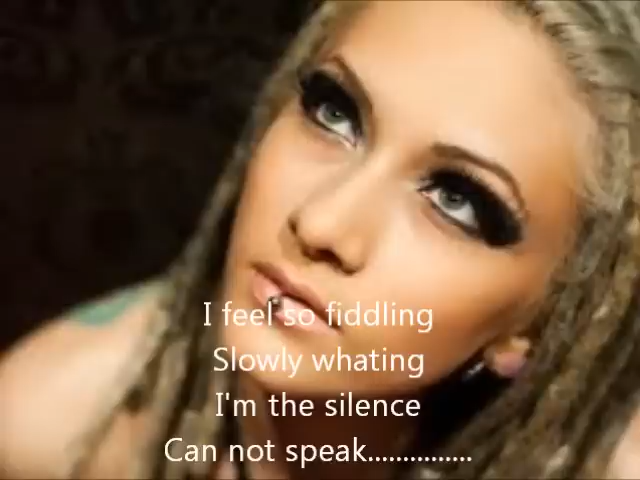 I feel so fiddling
Slowly whating
I'm the silence
Can not speak...............